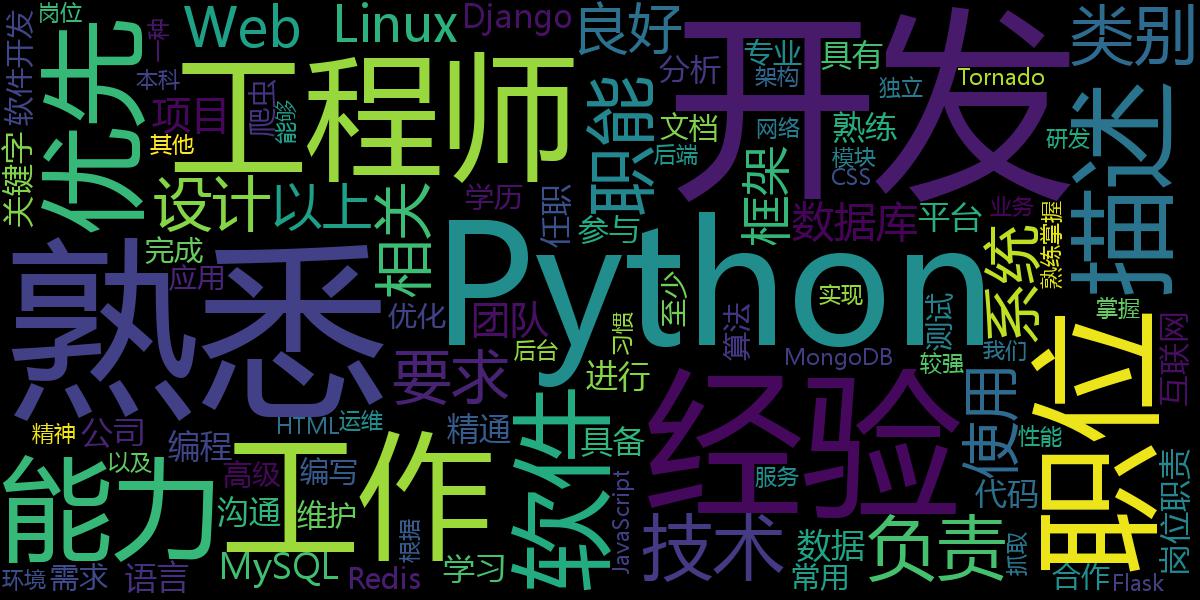 岗位
软件开发
优先
关键字
井一
本科
项目
其他
Web
爬虫
能够
Linux
Django
工程师
良好
职能
分析
专业
架构
具有
独立
Tornado
类别
开发
描述
文档
后端
网络
熟练
模块
CSS
研发
设计
以上
相关
学历
任职
参与
框架
数据库
平台
业务
熟练掌握
系统
完成
应用
熟悉
优化
团队
Python
至少
实现
习惯
后台
算法
测试
掌握
我们
较强
互联网
MongoDB
要求
进行
职位
使用
性能
精神
公司
HTML
运维
编程
精通
以及
高级
编写
工作
能力
沟通
维护
根据
软件
具备
经验
服务
JavaScript
代码
岗位职责
技术
数据
常用
负责
抓取
合作
Flask
环境
需求
语言
MySQL
Redis
学习